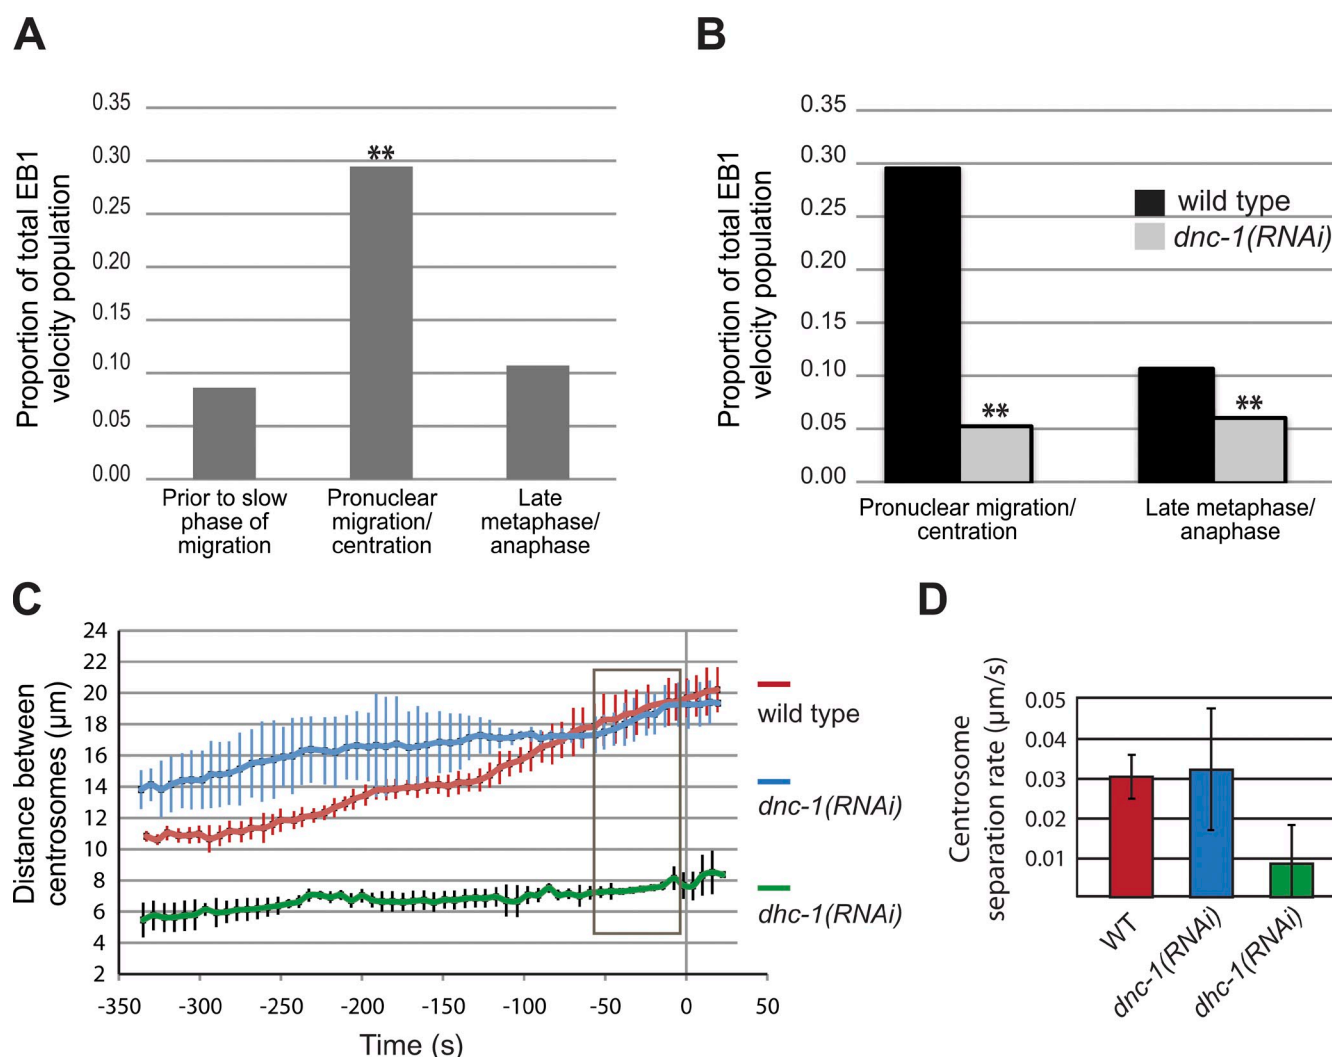 A
0.35
0.30
0.25
0.20
0.15
0.10
0.05
0.00
Proportion of total EB1
velocity population
**
Prior to slow
phase of
migration
Pronuclear
migration/
centration
Late
metaphase/
anaphase
B
0.35
0.30
0.25
0.20
0.15
0.10
0.05
0.00
Proportion of total EB1
velocity population
wild type
dnc-1(RNAi)
**
**
Pronuclear migration/
centration
Late metaphase/
anaphase
C
24
22
20
18
16
14
12
10
8
6
4
2
Distance between
centrosomes (µm)
-350 -300 -250 -200 -150 -100 -50 0 50
Time (s)
wild type
dnc-1(RNAi)
dhc-1(RNAi)
D
0.05
0.04
0.03
0.02
0.01
Centrosome
separation rate (µm/s)
WT
dnc-1(RNAi)
dhc-1(RNAi)